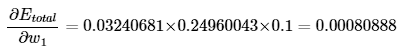 ∂E_total/∂w_1 = 0.03240681×0.24960043×0.1 = 0.00080888